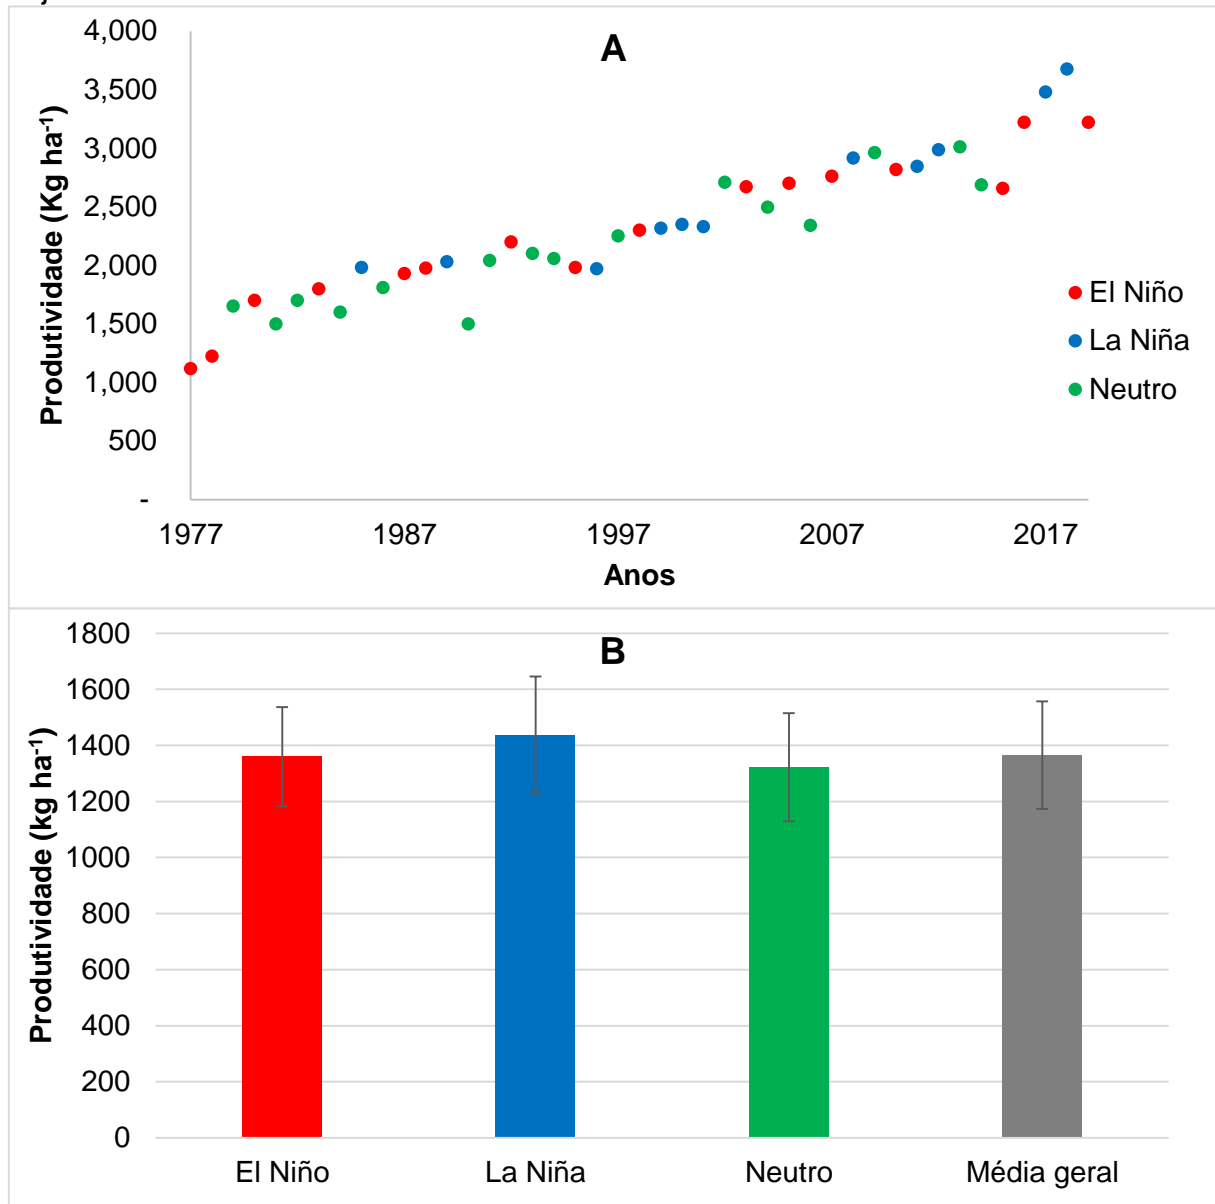 A
4,000
3,500
3,000
2,500
2,000
1,500
1,000
500
-
Produtividade (Kg ha⁻¹)
El Niño
La Niña
Neutro
1977 1987 1997 2007 2017
Anos
B
1800
1600
1400
1200
1000
800
600
400
200
0
Produtividade (kg ha⁻¹)
El Niño La Niña Neutro Média geral